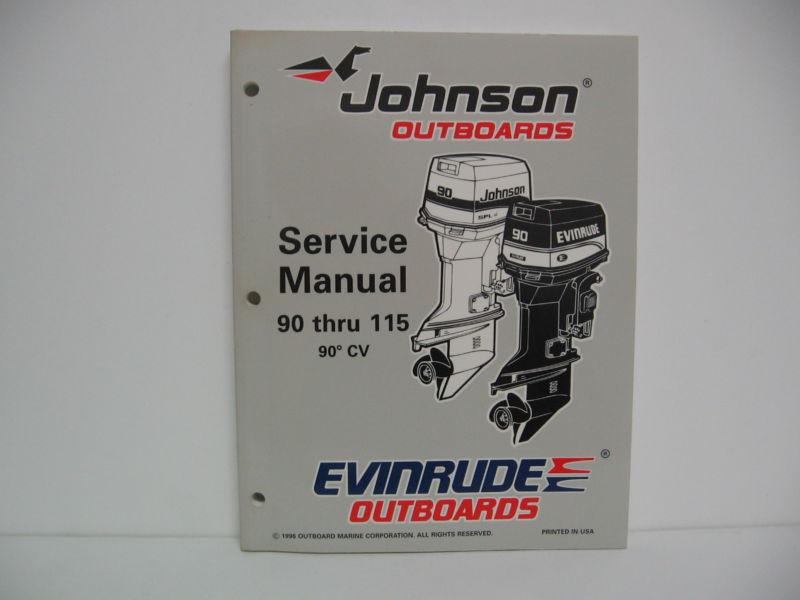 Johnson®
OUTBOARDS
90 Johnson
SPL
90 EVINRUDE
Service
Manual
90 thru 115
90° CV
EVINRUDE®
OUTBOARDS
© 1996 OUTBOARD MARINE CORPORATION. ALL RIGHTS RESERVED. PRINTED IN USA